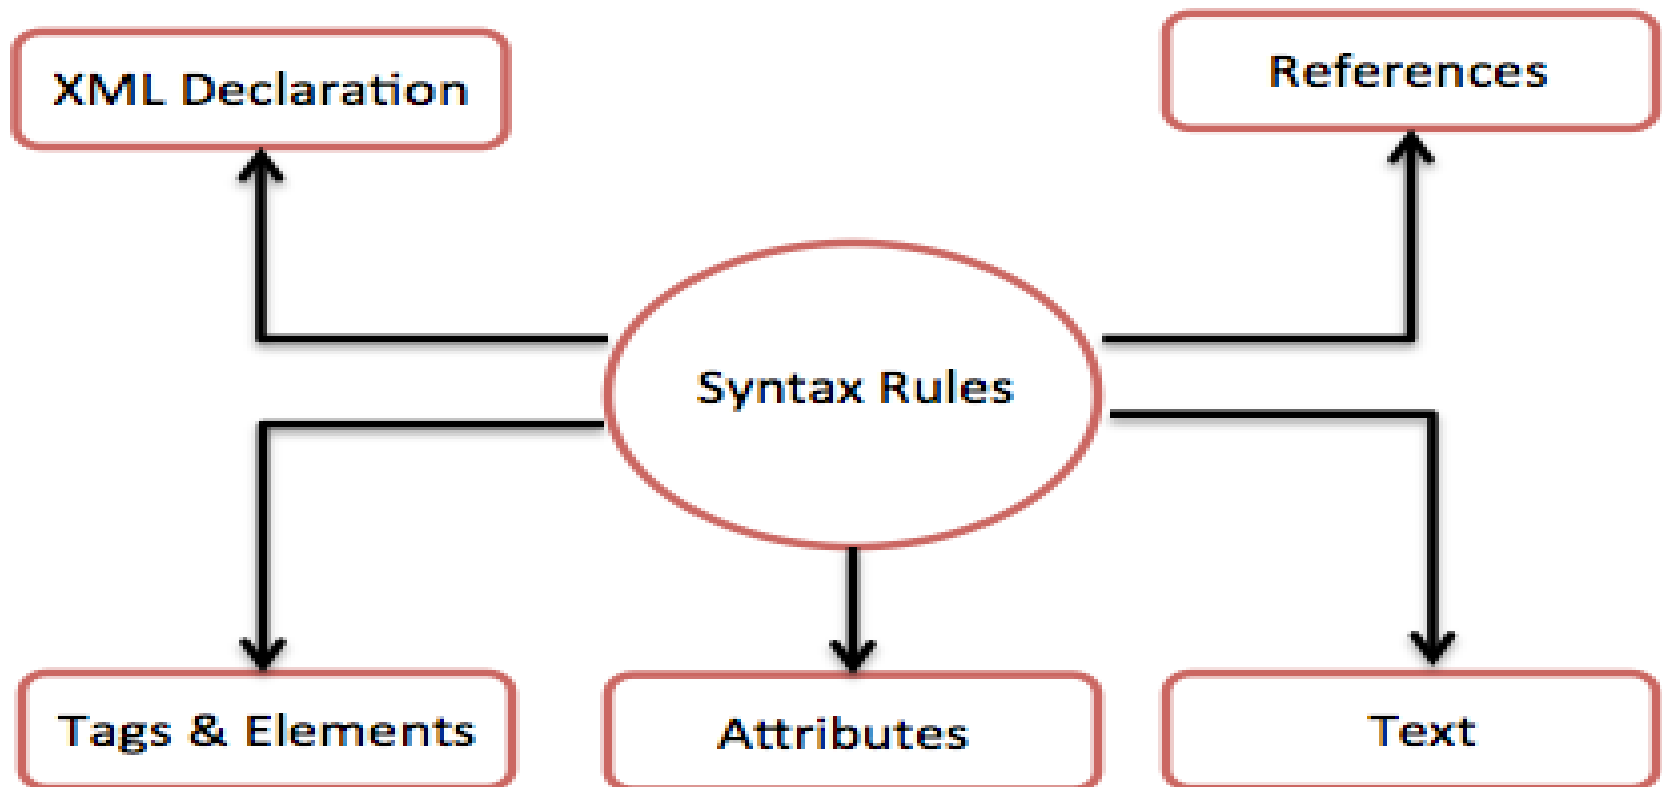 XML Declaration
References
Syntax Rules
Tags & Elements
Attributes
Text